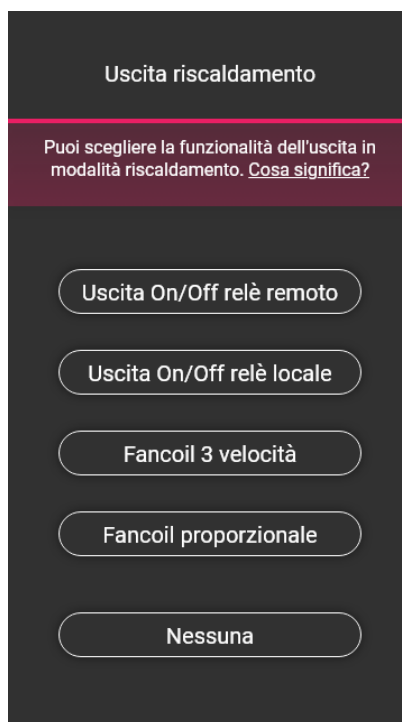 Uscita riscaldamento
Puoi scegliere la funzionalità dell'uscita in
modalità riscaldamento. Cosa significa?
Uscita On/Off relè remoto
Uscita On/Off relè locale
Fancoil 3 velocità
Fancoil proporzionale
Nessuna